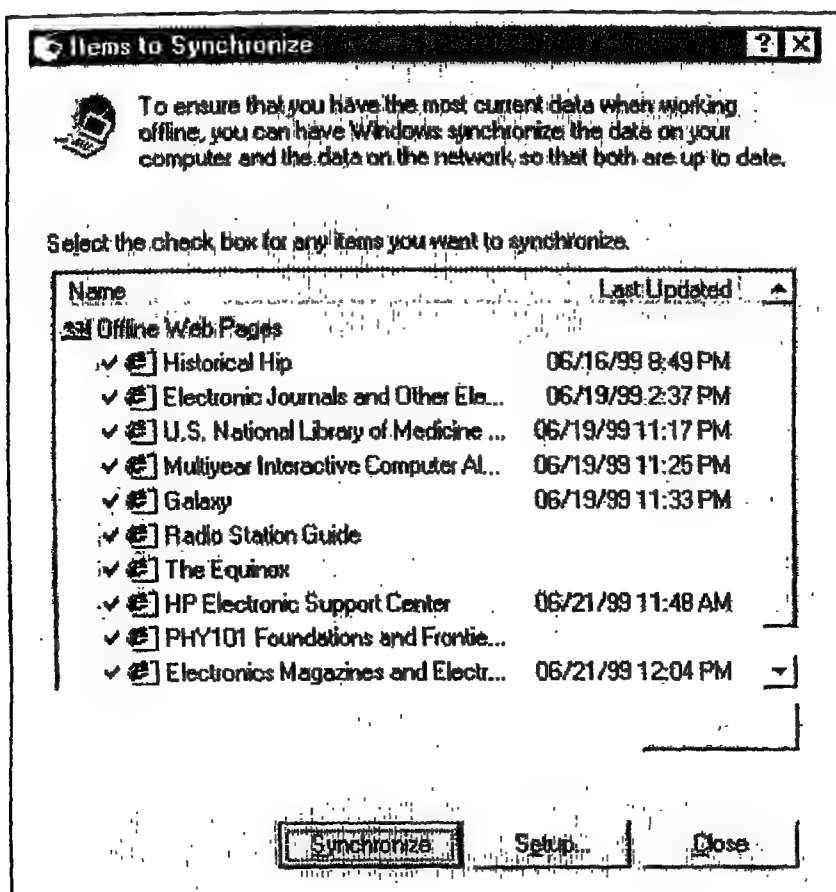 Items to Synchronize
To ensure that you have the most current data when working
offline, you can have Windows synchronize the data on your
computer and the data on the network, so that both are up to date.
Select the check box for any items you want to synchronize.
Name Last Updated
Offline Web Pages
Historical Hip 06/16/99 8:49 PM
Electronic Journals and Other Ele... 06/19/99 2:37 PM
U.S. National Library of Medicine ... 06/19/99 11:17 PM
Multiyear Interactive Computer Al... 06/19/99 11:25 PM
Galaxy 06/19/99 11:33 PM
Radio Station Guide
The Equinox
HP Electronic Support Center 06/21/99 11:48 AM
PHY101 Foundations and Frontie...
Electronics Magazines and Electr... 06/21/99 12:04 PM
Synchronize Setup... Close